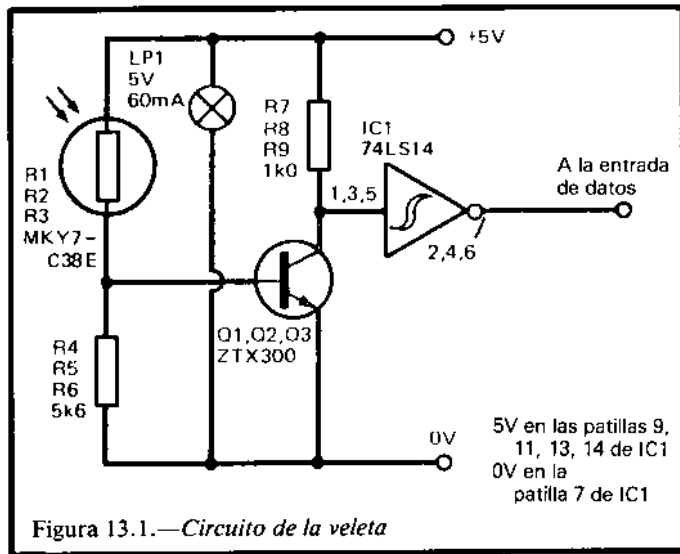 +5V
LP1
5V
60mA
R7
R8
R9
1k0
IC1
74LS14
A la entrada
de datos
R1
R2
R3
MKY7-
C38E
1,3,5
2,4,6
Q1,Q2,Q3
ZTX300
R4
R5
R6
5k6
0V
5V en las patillas 9,
11, 13, 14 de IC1
0V en la
patilla 7 de IC1
Figura 13.1.—Circuito de la veleta